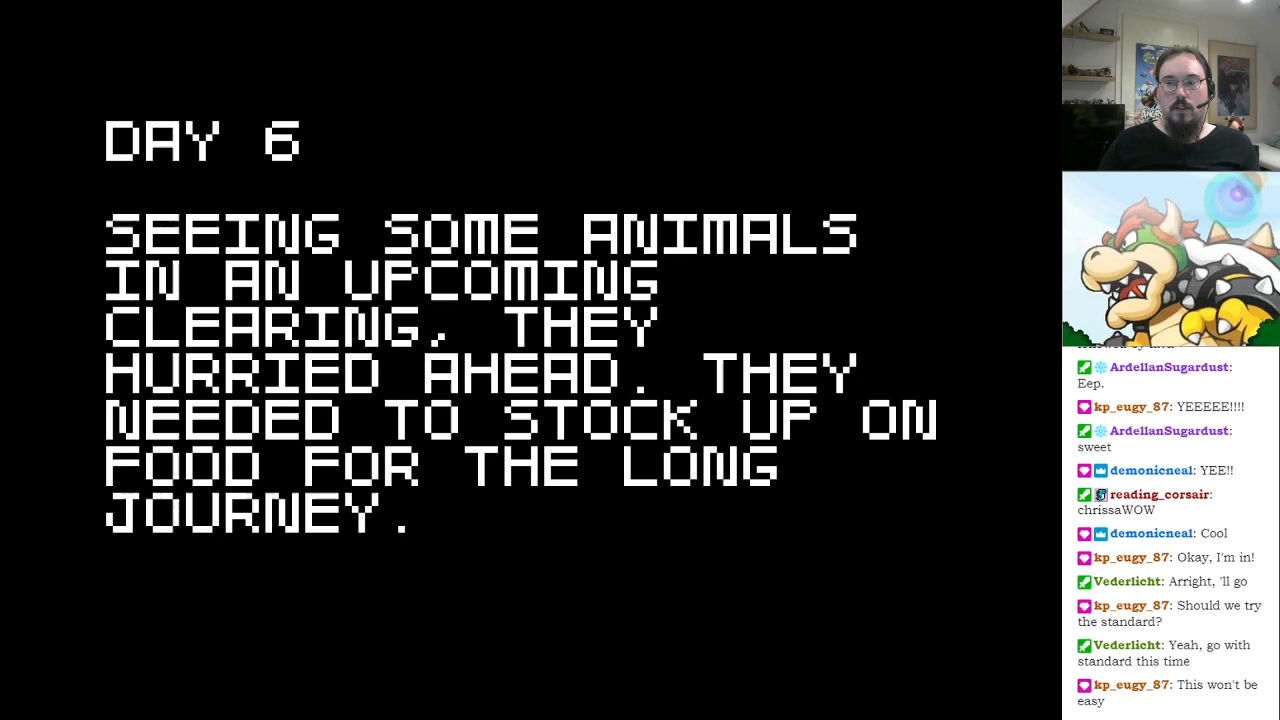 DAY 6
SEEING SOME ANIMALS
IN AN UPCOMING
CLEARING, THEY
HURRIED AHEAD. THEY
NEEDED TO STOCK UP ON
FOOD FOR THE LONG
JOURNEY.
ArdellanSugardust:
Eep.
kp_eugy_87: YEEEEE!!!!
ArdellanSugardust:
sweet
demonicneal: YEE!!
reading_corsair:
chrissaWOW
demonicneal: Cool
kp_eugy_87: Okay, I'm in!
Vederlicht: Arright, 'll go
kp_eugy_87: Should we try
the standard?
Vederlicht: Yeah, go with
standard this time
kp_eugy_87: This won't be
easy